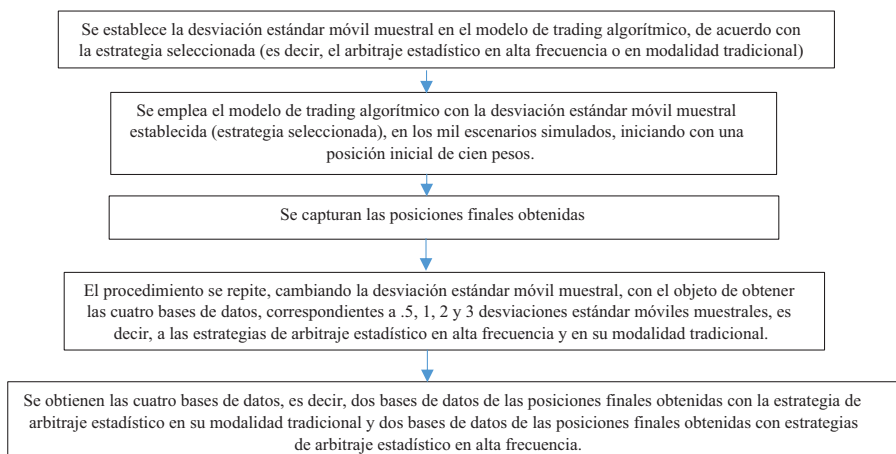 Se establece la desviación estándar móvil muestral en el modelo de trading algorítmico, de acuerdo con
la estrategia seleccionada (es decir, el arbitraje estadístico en alta frecuencia o en modalidad tradicional)
Se emplea el modelo de trading algorítmico con la desviación estándar móvil muestral
establecida (estrategia seleccionada), en los mil escenarios simulados, iniciando con una
posición inicial de cien pesos.
Se capturan las posiciones finales obtenidas
El procedimiento se repite, cambiando la desviación estándar móvil muestral, con el objeto de obtener
las cuatro bases de datos, correspondientes a .5, 1, 2 y 3 desviaciones estándar móviles muestrales, es
decir, a las estrategias de arbitraje estadístico en alta frecuencia y en su modalidad tradicional.
Se obtienen las cuatro bases de datos, es decir, dos bases de datos de las posiciones finales obtenidas con la estrategia de
arbitraje estadístico en su modalidad tradicional y dos bases de datos de las posiciones finales obtenidas con estrategias
de arbitraje estadístico en alta frecuencia.